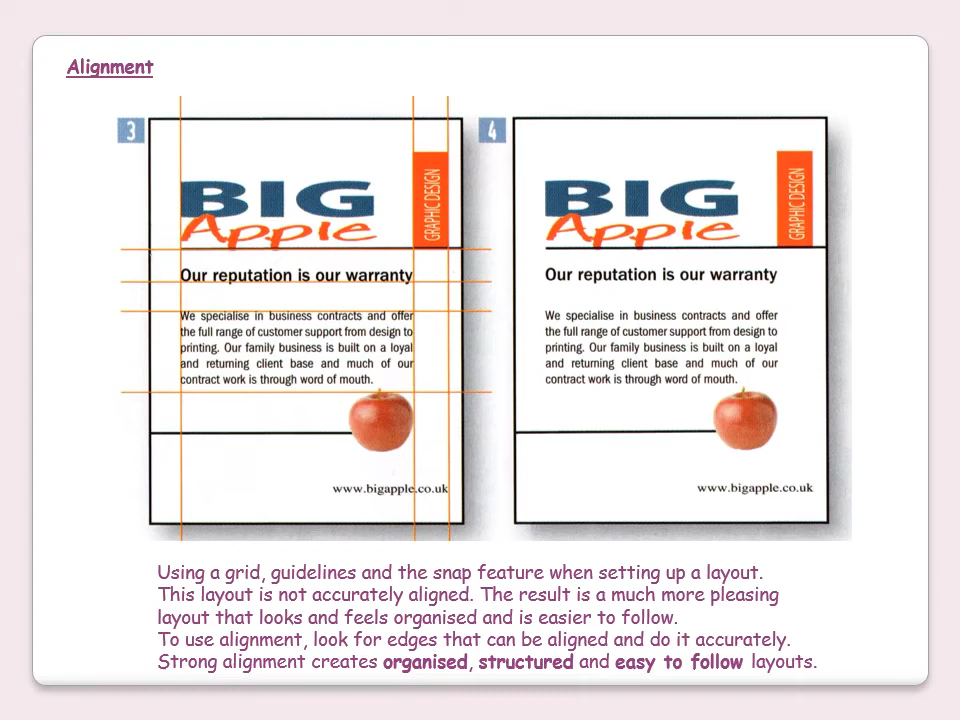 Alignment
3
BIG
Apple
GRAPHIC DESIGN
Our reputation is our warranty
We specialise in business contracts and offer
the full range of customer support from design to
printing. Our family business is built on a loyal
and returning client base and much of our
contract work is through word of mouth.
www.bigapple.co.uk
4
BIG
Apple
GRAPHIC DESIGN
Our reputation is our warranty
We specialise in business contracts and offer
the full range of customer support from design to
printing. Our family business is built on a loyal
and returning client base and much of our
contract work is through word of mouth.
www.bigapple.co.uk
Using a grid, guidelines and the snap feature when setting up a layout.
This layout is not accurately aligned. The result is a much more pleasing
layout that looks and feels organised and is easier to follow.
To use alignment, look for edges that can be aligned and do it accurately.
Strong alignment creates organised, structured and easy to follow layouts.